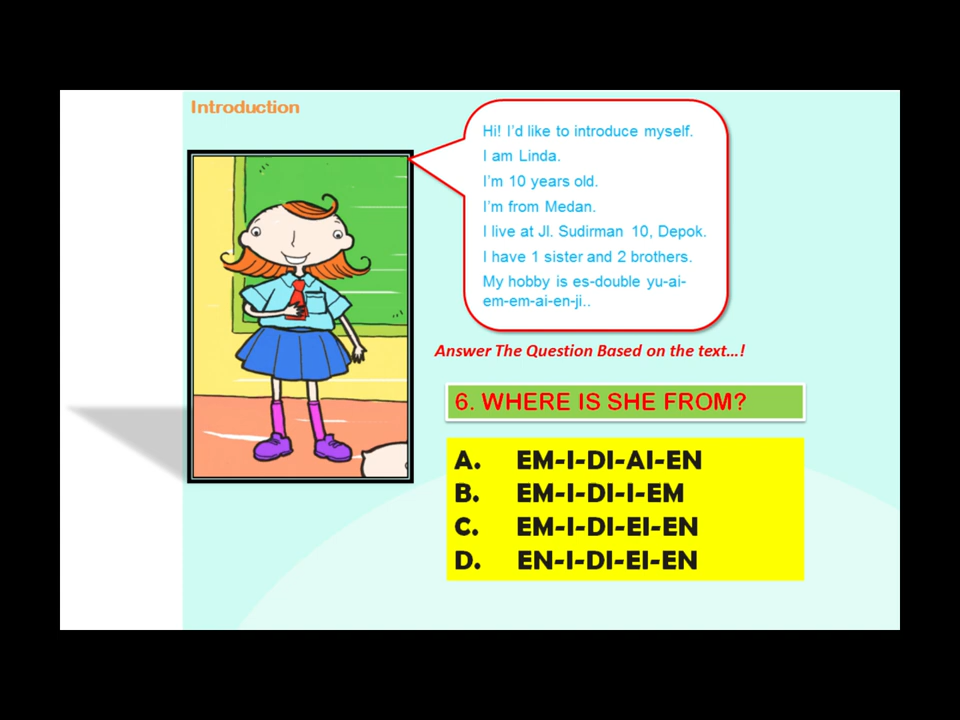 Introduction
Hi! I'd like to introduce myself.
I am Linda.
I'm 10 years old.
I'm from Medan.
I live at Jl. Sudirman 10, Depok.
I have 1 sister and 2 brothers.
My hobby is es-double yu-ai-
em-em-ai-en-ji..
Answer The Question Based on the text...!
6. WHERE IS SHE FROM?
A. EM-I-DI-AI-EN
B. EM-I-DI-I-EM
C. EM-I-DI-EI-EN
D. EN-I-DI-EI-EN